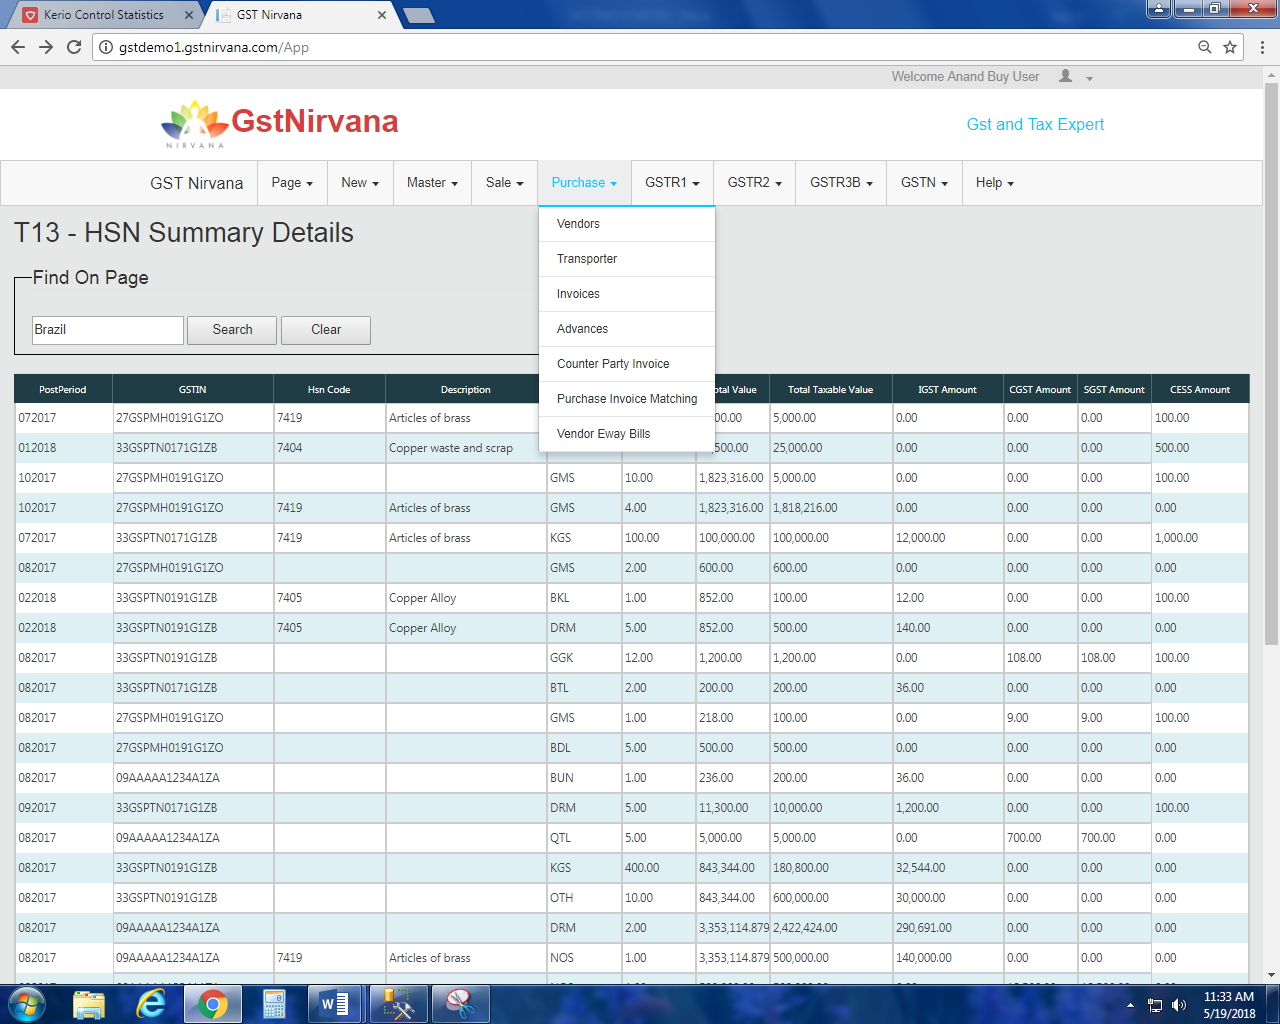 Kerio Control Statistics
GST Nirvana
gstdemo1.gstnirvana.com/App
Welcome Anand Buy User
NIRVANA
GstNirvana
Gst and Tax Expert
GST Nirvana Page New Master Sale Purchase GSTR1 GSTR2 GSTR3B GSTN Help
T13 - HSN Summary Details
Vendors
Transporter
Invoices
Advances
Counter Party Invoice
Purchase Invoice Matching
Vendor Eway Bills
Find On Page
Brazil Search Clear
PostPeriod GSTIN Hsn Code Description Value Total Taxable Value IGST Amount CGST Amount SGST Amount CESS Amount
072017 27GSPMH0191G1ZO 7419 Articles of brass 5,000.00 0.00 0.00 0.00 100.00
012018 33GSPTN0171G1ZB 7404 Copper waste and scrap 25,000.00 0.00 0.00 0.00 500.00
102017 27GSPMH0191G1ZO GMS 10.00 1,823,316.00 5,000.00 0.00 0.00 0.00 100.00
102017 27GSPMH0191G1ZO 7419 Articles of brass GMS 4.00 1,823,316.00 1,818,216.00 0.00 0.00 0.00 0.00
072017 33GSPTN0171G1ZB 7419 Articles of brass KGS 100.00 100,000.00 100,000.00 12,000.00 0.00 0.00 1,000.00
082017 27GSPMH0191G1ZO GMS 2.00 600.00 600.00 0.00 0.00 0.00 0.00
022018 33GSPTN0191G1ZB 7405 Copper Alloy BKL 1.00 852.00 100.00 12.00 0.00 0.00 100.00
022018 33GSPTN0191G1ZB 7405 Copper Alloy DRM 5.00 852.00 500.00 140.00 0.00 0.00 0.00
082017 33GSPTN0191G1ZB GGK 12.00 1,200.00 1,200.00 0.00 108.00 108.00 100.00
082017 33GSPTN0171G1ZB BTL 2.00 200.00 200.00 36.00 0.00 0.00 0.00
082017 27GSPMH0191G1ZO GMS 1.00 218.00 100.00 0.00 9.00 9.00 100.00
082017 27GSPMH0191G1ZO BDL 5.00 500.00 500.00 0.00 0.00 0.00 0.00
082017 09AAAAA1234A1ZA BUN 1.00 236.00 200.00 36.00 0.00 0.00 0.00
092017 33GSPTN0171G1ZB DRM 5.00 11,300.00 10,000.00 1,200.00 0.00 0.00 100.00
082017 09AAAAA1234A1ZA QTL 5.00 5,000.00 5,000.00 0.00 700.00 700.00 0.00
082017 33GSPTN0191G1ZB KGS 400.00 843,344.00 180,800.00 32,544.00 0.00 0.00 0.00
082017 33GSPTN0191G1ZB OTH 10.00 843,344.00 600,000.00 30,000.00 0.00 0.00 0.00
082017 09AAAAA1234A1ZA DRM 2.00 3,353,114.879 2,422,424.00 290,691.00 0.00 0.00 0.00
082017 09AAAAA1234A1ZA 7419 Articles of brass NOS 1.00 3,353,114.879 500,000.00 140,000.00 0.00 0.00 0.00
11:33 AM
5/19/2018